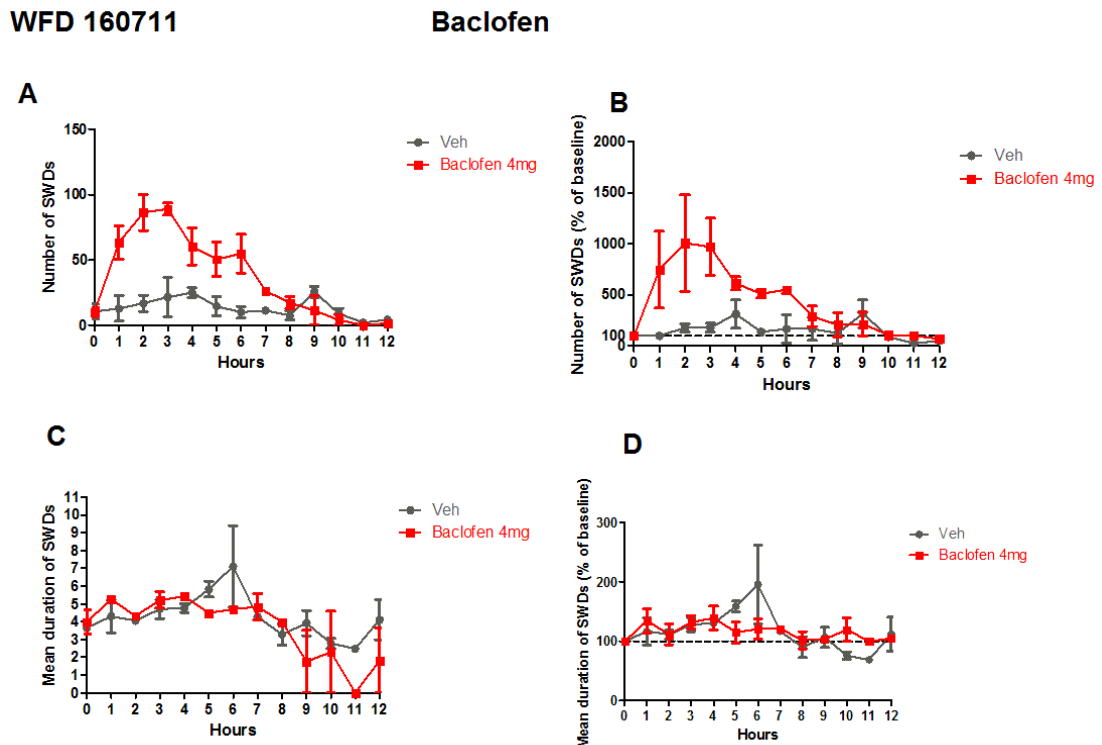 WFD 160711 Baclofen
A
Number of SWDs
150
100
50
0
0 1 2 3 4 5 6 7 8 9 10 11 12
Hours
Veh
Baclofen 4mg
B
Number of SWDs (% of baseline)
2000
1500
1000
500
100
0
0 1 2 3 4 5 6 7 8 9 10 11 12
Hours
Veh
Baclofen 4mg
C
Mean duration of SWDs
11
10
9
8
7
6
5
4
3
2
1
0
0 1 2 3 4 5 6 7 8 9 10 11 12
Hours
Veh
Baclofen 4mg
D
Mean duration of SWDs (% of baseline)
300
200
100
0
0 1 2 3 4 5 6 7 8 9 10 11 12
Hours
Veh
Baclofen 4mg